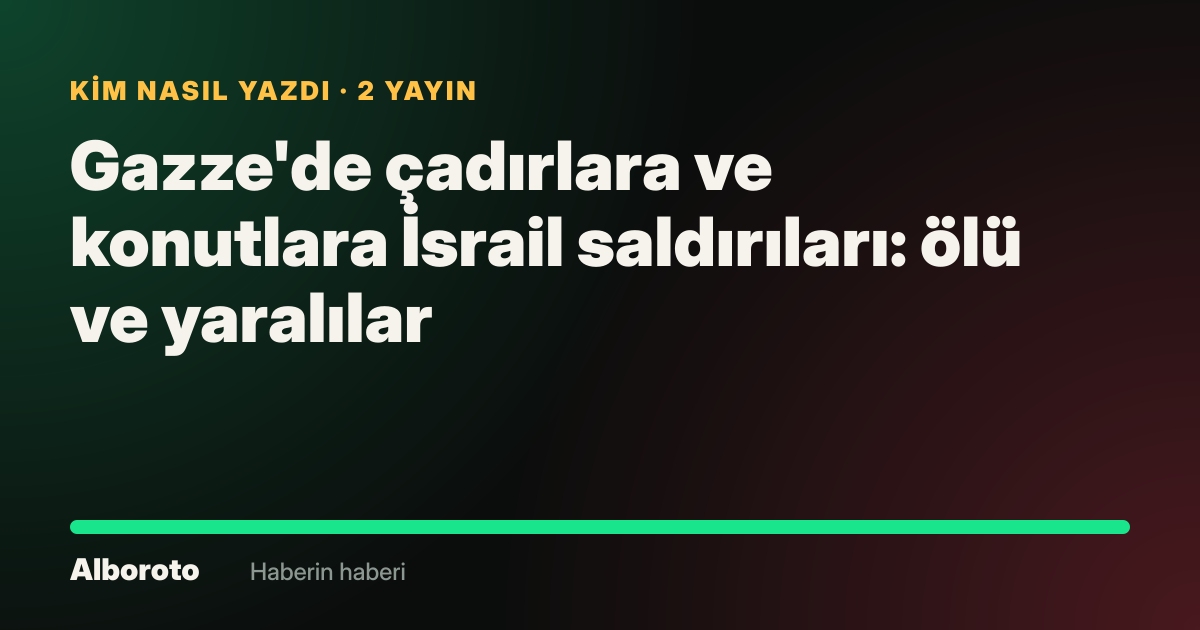 KİM NASIL YAZDI · 2 YAYIN
Gazze'de çadırlara ve
konutlara İsrail saldırıları: ölü
ve yaralılar
Alboroto
Haberin haberi